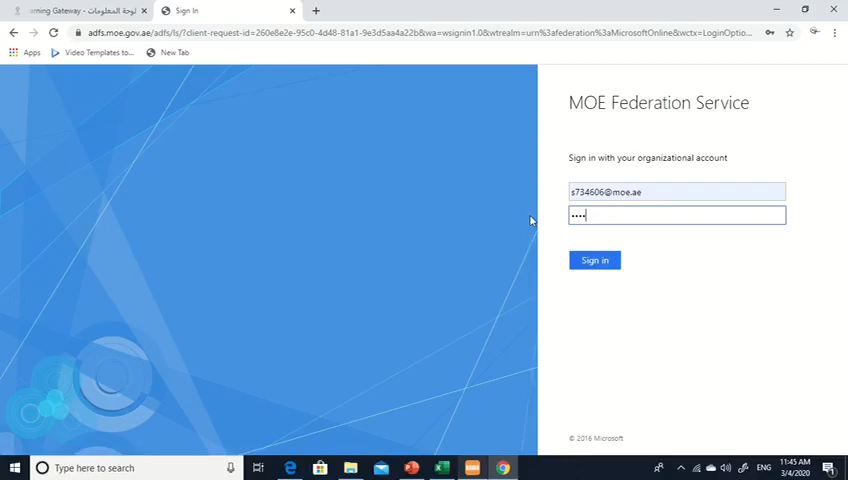 لوحة المعلومات - arning Gateway
Sign In
adfs.moe.gov.ae/adfs/ls/?client-request-id=260e8e2e-95c0-4d48-81a1-9e3d5aa4a22b&wa=wsignin1.0&wtrealm=urn%3afederation%3aMicrosoftOnline&wctx=LoginOptio...
Apps
Video Templates to...
New Tab
MOE Federation Service
Sign in with your organizational account
s734606@moe.ae
••••
Sign in
© 2016 Microsoft
Type here to search
ENG
11:45 AM
3/4/2020